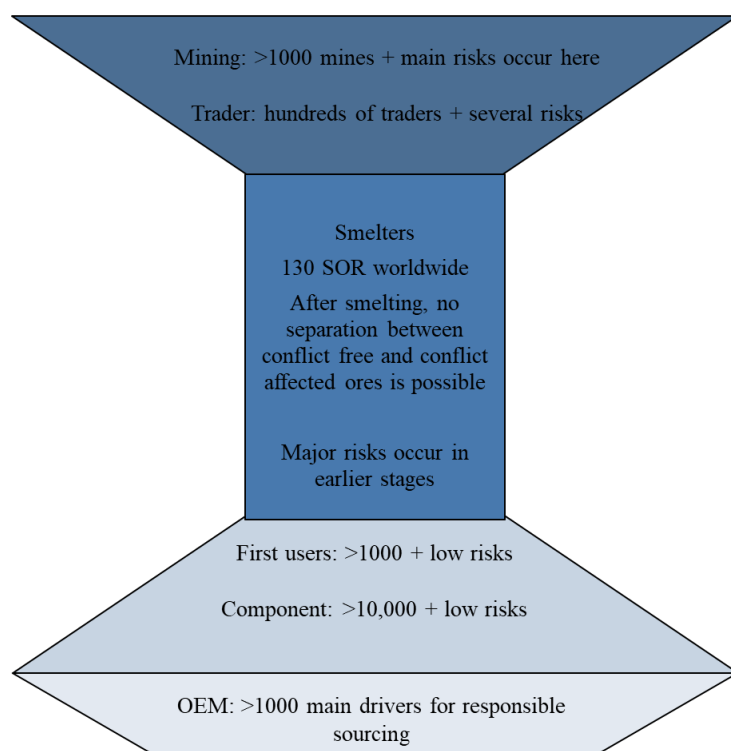 Mining: >1000 mines + main risks occur here
Trader: hundreds of traders + several risks
Smelters
130 SOR worldwide
After smelting, no
separation between
conflict free and conflict
affected ores is possible
Major risks occur in
earlier stages
First users: >1000 + low risks
Component: >10,000 + low risks
OEM: >1000 main drivers for responsible
sourcing